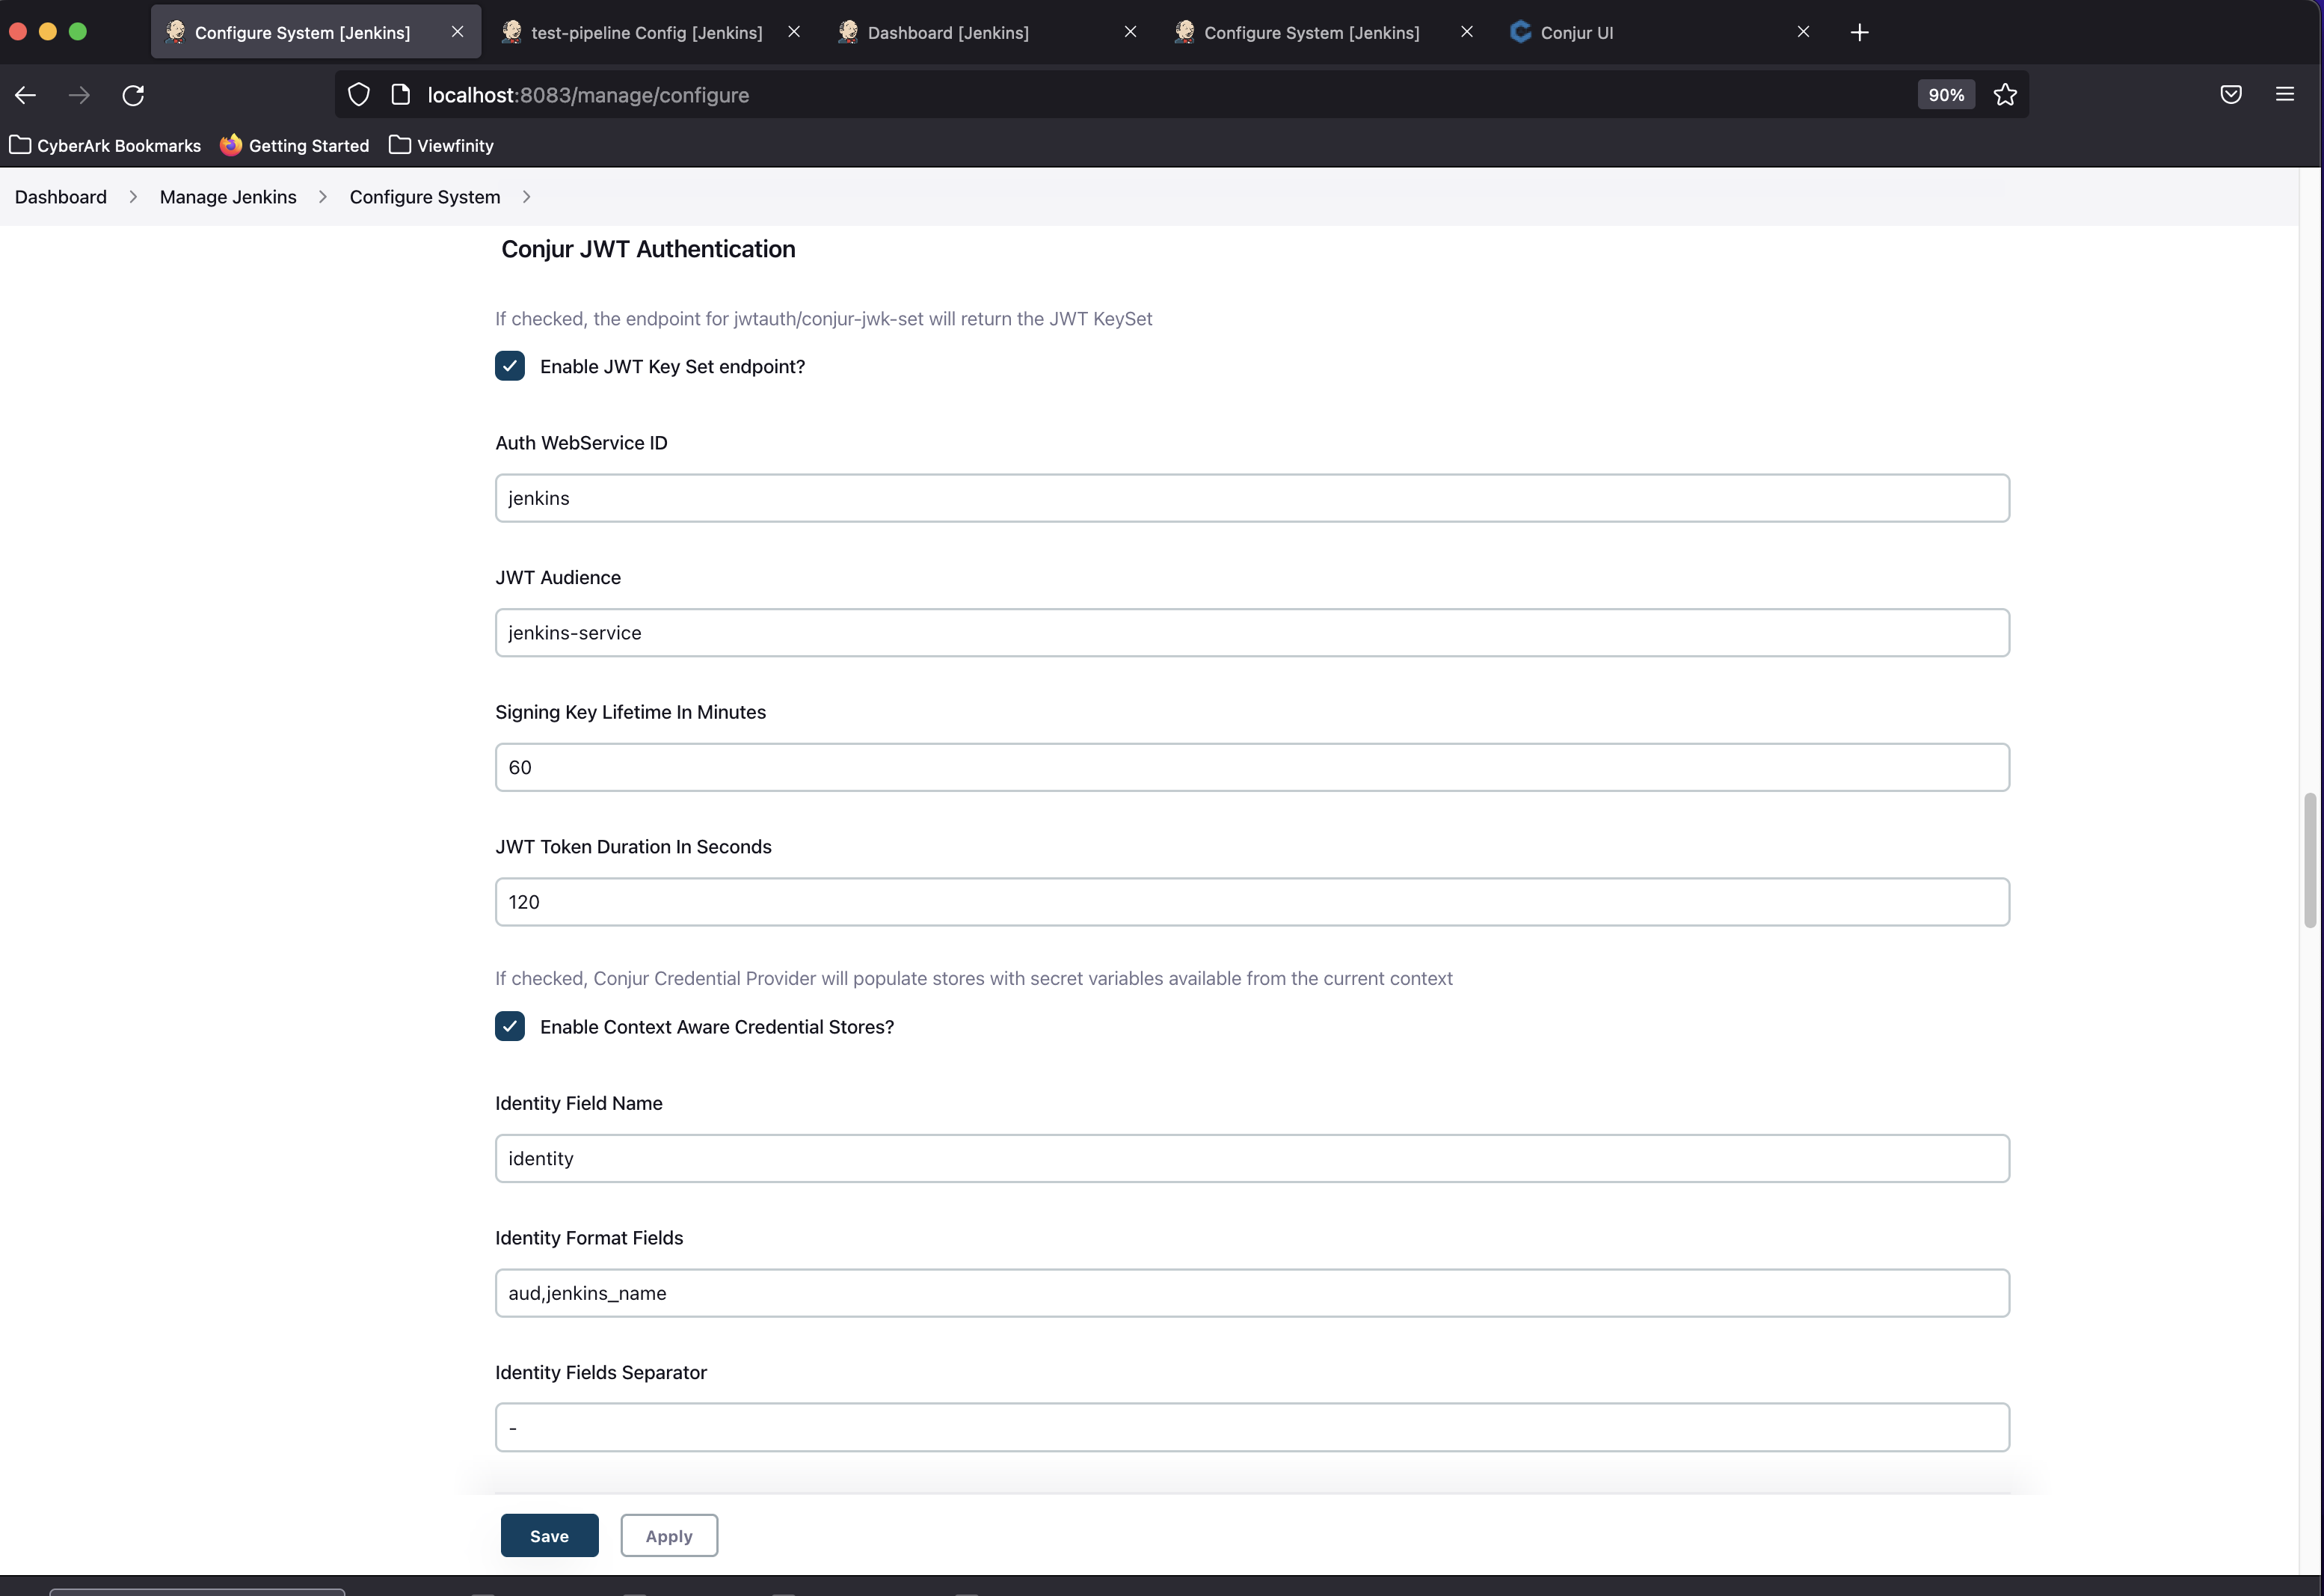 Configure System [Jenkins]
test-pipeline Config [Jenkins]
Dashboard [Jenkins]
Configure System [Jenkins]
Conjur UI
localhost:8083/manage/configure
90%
CyberArk Bookmarks
Getting Started
Viewfinity
Dashboard
Manage Jenkins
Configure System
Conjur JWT Authentication
If checked, the endpoint for jwtauth/conjur-jwk-set will return the JWT KeySet
Enable JWT Key Set endpoint?
Auth WebService ID
jenkins
JWT Audience
jenkins-service
Signing Key Lifetime In Minutes
60
JWT Token Duration In Seconds
120
If checked, Conjur Credential Provider will populate stores with secret variables available from the current context
Enable Context Aware Credential Stores?
Identity Field Name
identity
Identity Format Fields
aud,jenkins_name
Identity Fields Separator
-
Save
Apply